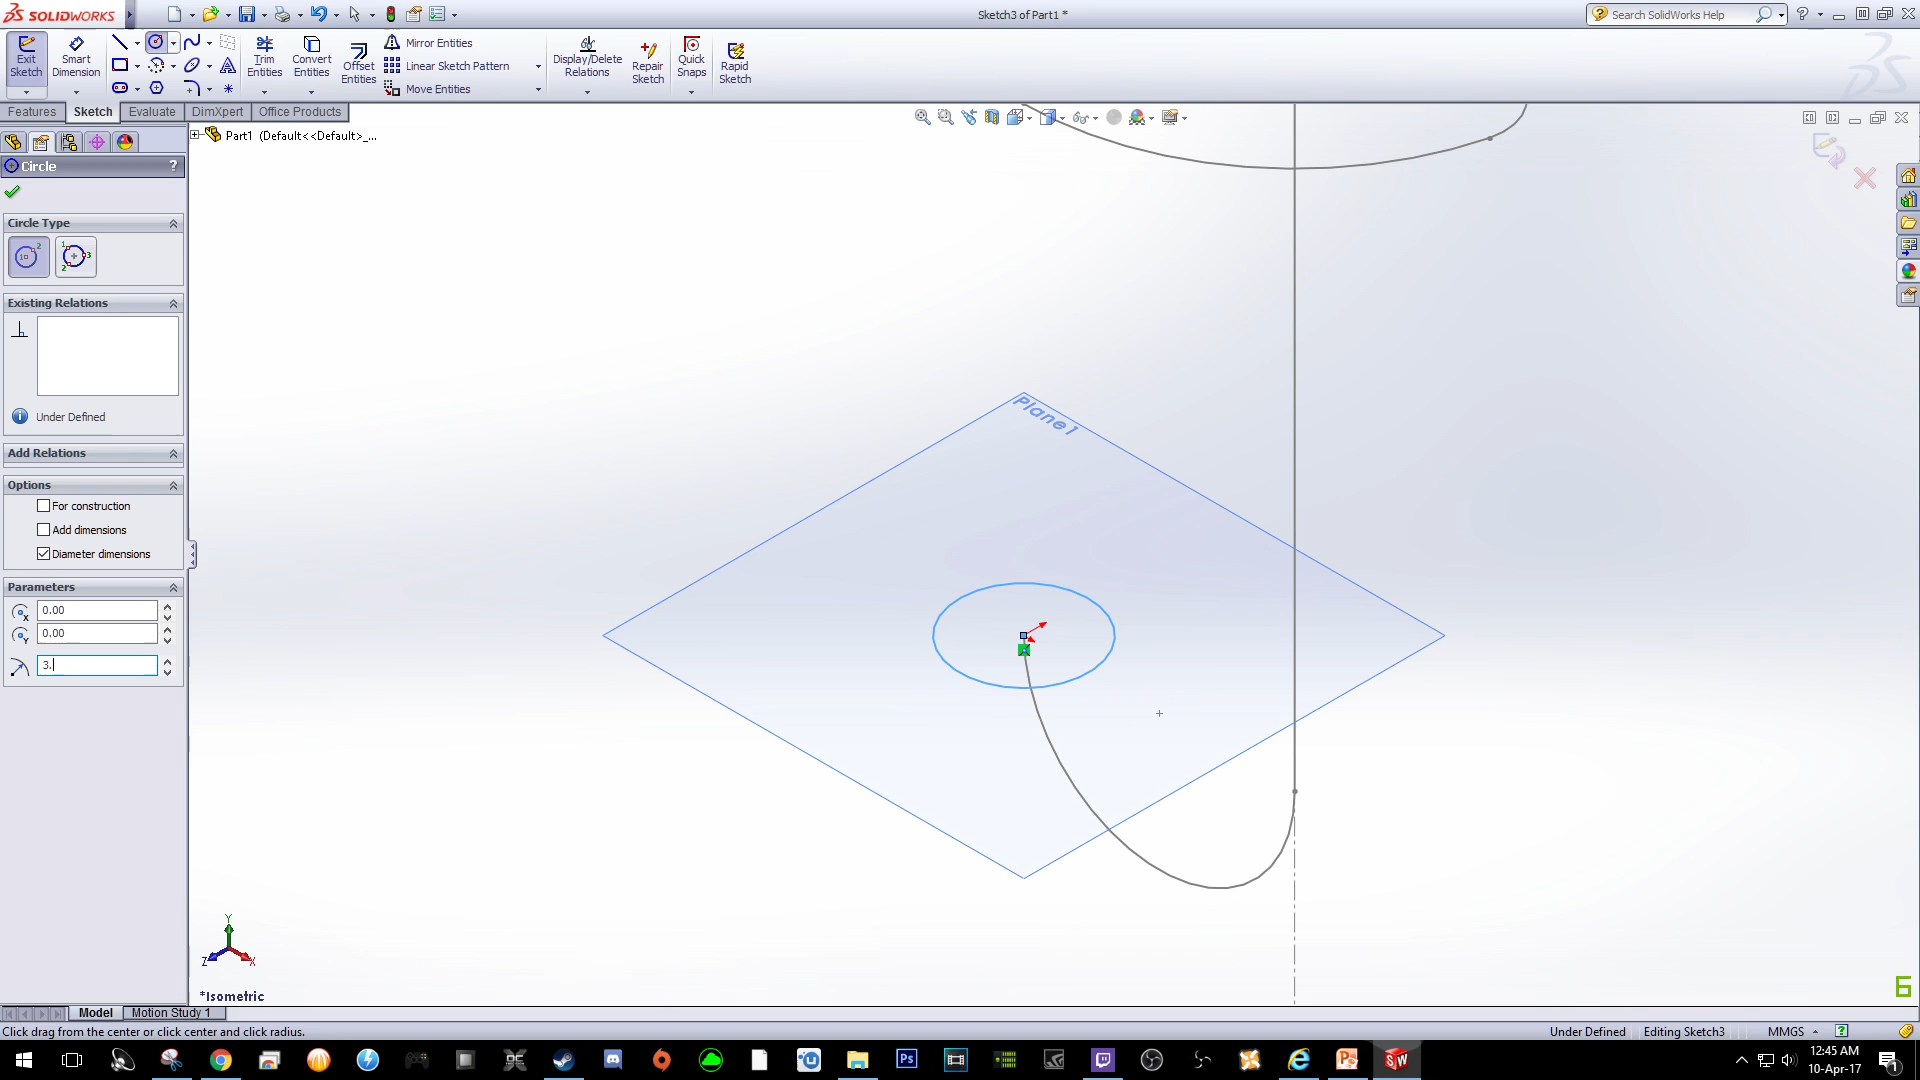 SOLIDWORKS
Sketch3 of Part1 *
Search SolidWorks Help
Exit Sketch
Smart Dimension
Trim Entities
Convert Entities
Offset Entities
Mirror Entities
Linear Sketch Pattern
Move Entities
Display/Delete Relations
Repair Sketch
Quick Snaps
Rapid Sketch
Features
Sketch
Evaluate
DimXpert
Office Products
Part1 (Default<<Default>_...
Circle
?
Circle Type
Existing Relations
Under Defined
Add Relations
Options
For construction
Add dimensions
Diameter dimensions
Parameters
0.00
0.00
3.
Plane1
Y
Z
X
*Isometric
6
Model
Motion Study 1
Click drag from the center or click center and click radius.
Under Defined
Editing Sketch3
MMGS
Ps
SW
12:45 AM
10-Apr-17
1